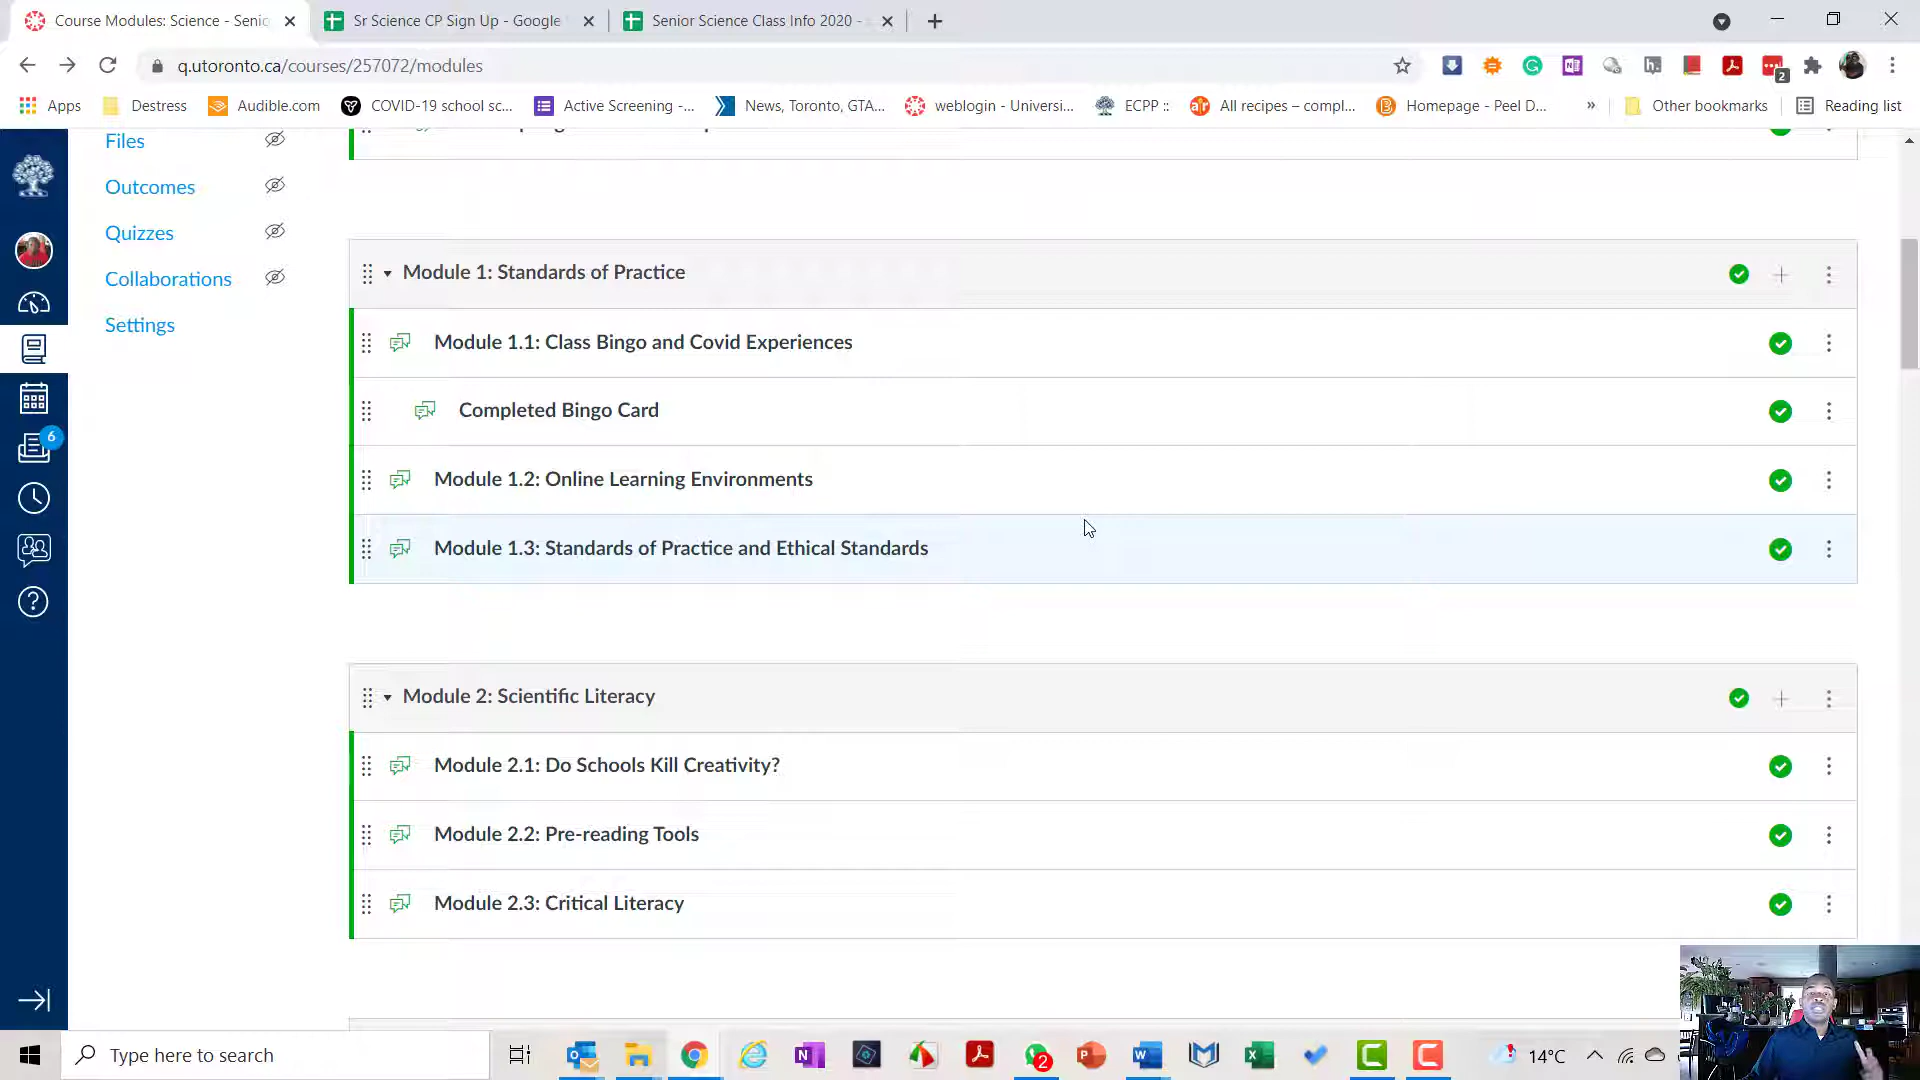 Course Modules: Science - Senio
Sr Science CP Sign Up - Google
Senior Science Class Info 2020 -
q.utoronto.ca/courses/257072/modules
2
Apps
Destress
Audible.com
COVID-19 school sc...
Active Screening -...
News, Toronto, GTA...
weblogin - Universi...
ECPP ::
All recipes – compl...
Homepage - Peel D...
»
Other bookmarks
Reading list
Files
Outcomes
Quizzes
Collaborations
Settings
6
Module 1: Standards of Practice
Module 1.1: Class Bingo and Covid Experiences
Completed Bingo Card
Module 1.2: Online Learning Environments
Module 1.3: Standards of Practice and Ethical Standards
Module 2: Scientific Literacy
Module 2.1: Do Schools Kill Creativity?
Module 2.2: Pre-reading Tools
Module 2.3: Critical Literacy
Type here to search
2
14°C